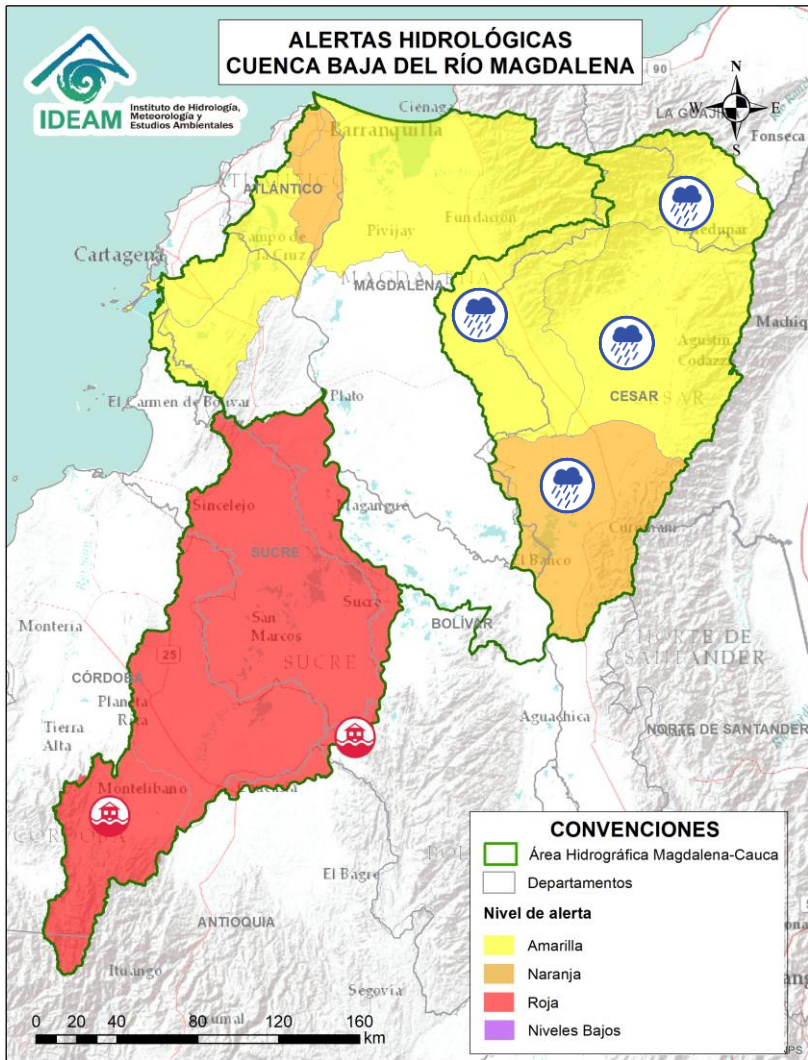 ALERTAS HIDROLÓGICAS
CUENCA BAJA DEL RÍO MAGDALENA
IDEAM
Instituto de Hidrología,
Meteorología y
Estudios Ambientales
N
W
E
S
90
Ciénaga
LA GUAJIRA
Fonseca
Barranquilla
ATLÁNTICO
Fundación
Pivijay
Cartagena
Campo de
la Cruz
MAGDALENA
MAGDALENA
Agustín
Codazzi
CESAR
Plato
El Carmen de Bolívar
Sincelejo
Magangué
SUCRE
El Banco
Sucre
San
Marcos
BOLÍVAR
Montería
SUCRE
NORTE DE
SANTANDER
25
CÓRDOBA
Planeta
Rica
Aguachica
NORTE DE SANTANDER
Tierra
Alta
Montelíbano
El Bagre
ANTIOQUIA
Ituango
Segovia
0 20 40 80 120 160
km
CONVENCIONES
Área Hidrográfica Magdalena-Cauca
Departamentos
Nivel de alerta
Amarilla
Naranja
Roja
Niveles Bajos